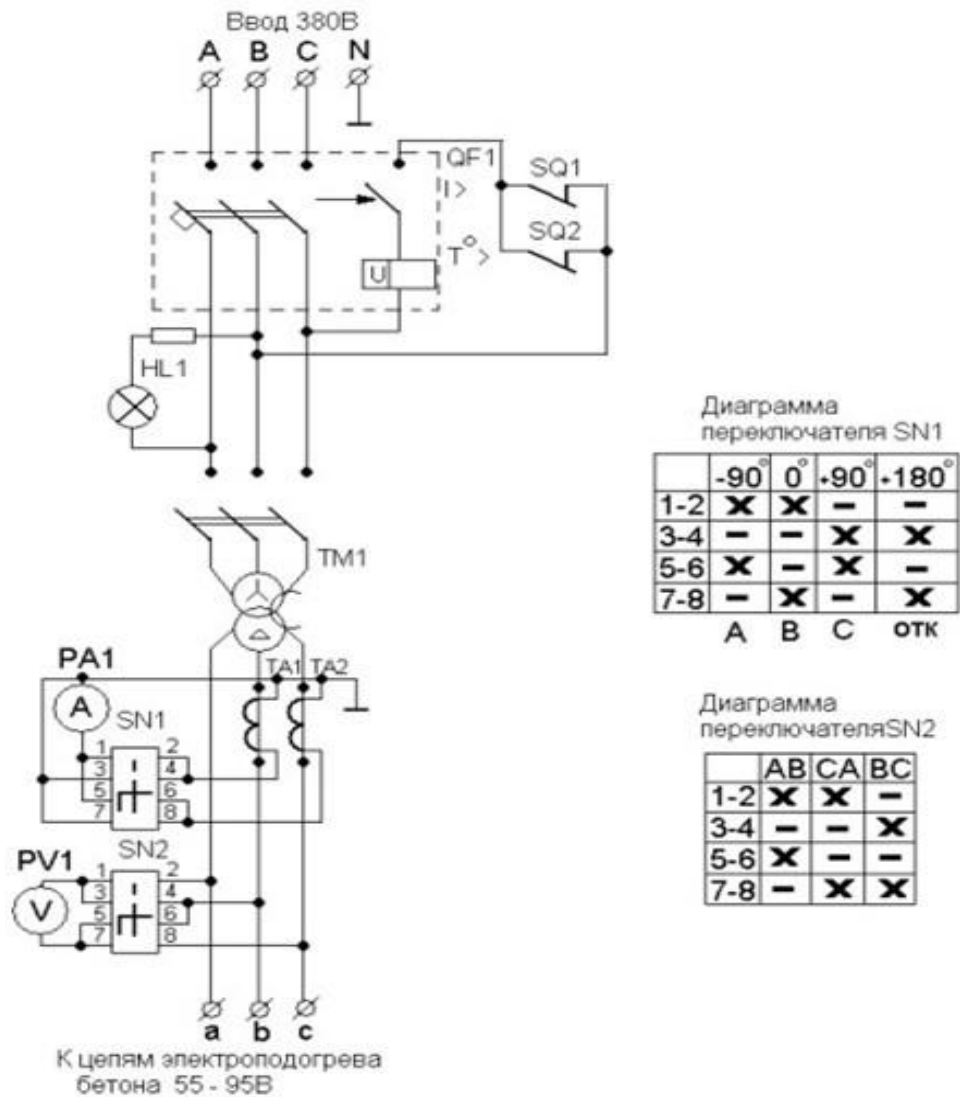 Ввод 380В
A B C N
QF1
I>
T°>
SQ1
SQ2
U
HL1
TM1
TA1 TA2
PA1
A
SN1
1 2
3 4
5 6
7 8
SN2
PV1
V
1 2
3 4
5 6
7 8
a b c
К цепям электроподогрева
бетона 55 - 95В
Диаграмма
переключателя SN1
-90° 0° +90° +180°
1-2 X X – –
3-4 – – X X
5-6 X – X –
7-8 – X – X
A B C ОТК
Диаграмма
переключателяSN2
AB CA BC
1-2 X X –
3-4 – – X
5-6 X – –
7-8 – X X